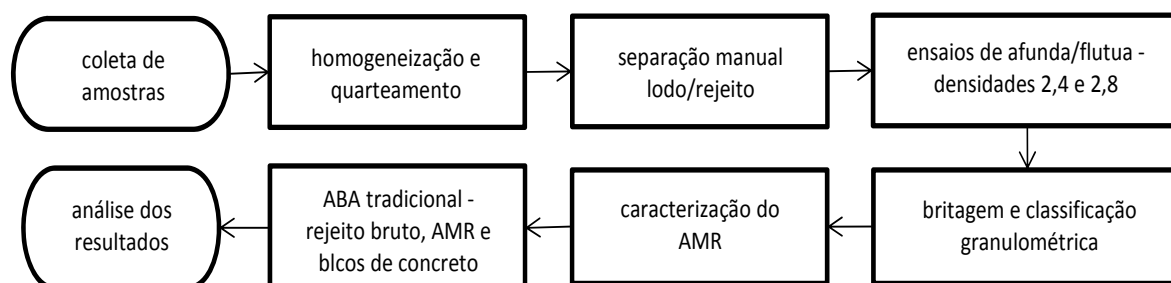 coleta de
amostras
homogeneização e
quarteamento
separação manual
lodo/rejeito
ensaios de afunda/flutua -
densidades 2,4 e 2,8
britagem e classificação
granulométrica
caracterização do
AMR
ABA tradicional -
rejeito bruto, AMR e
blcos de concreto
análise dos
resultados